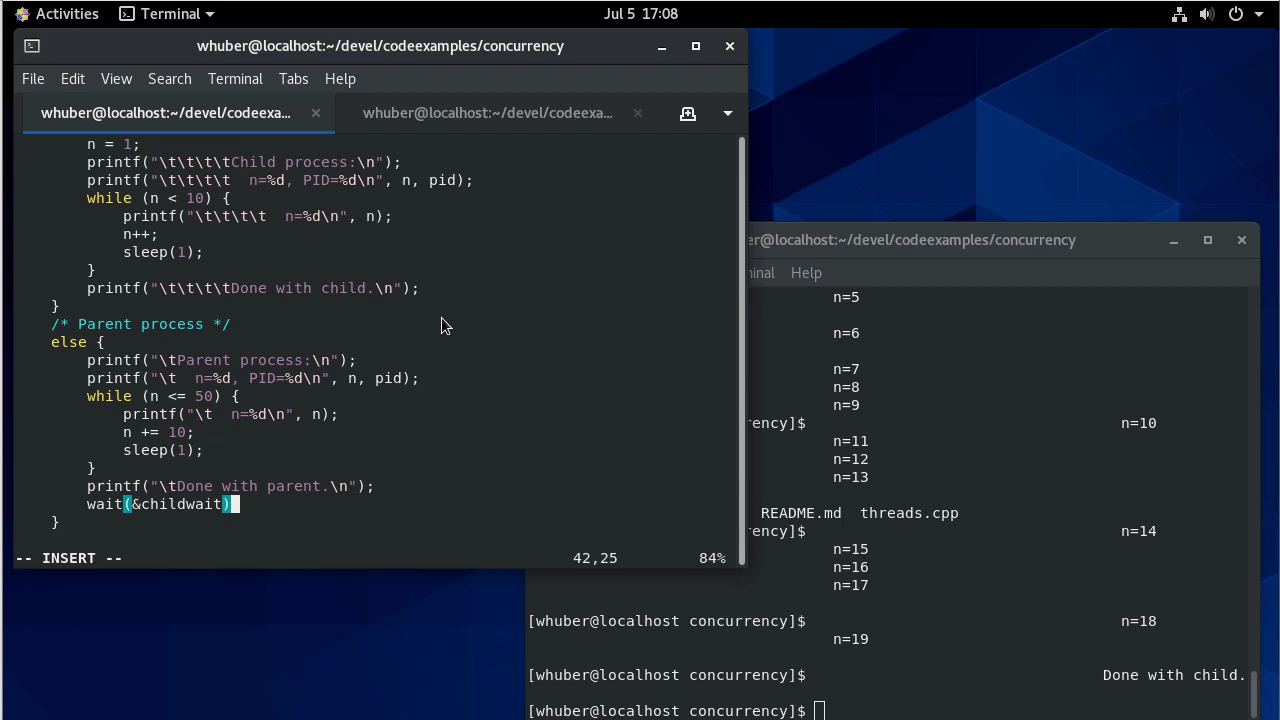 Activities Terminal Jul 5 17:08
whuber@localhost:~/devel/codeexamples/concurrency
File Edit View Search Terminal Tabs Help
whuber@localhost:~/devel/codeexa... × whuber@localhost:~/devel/codeexa... ×
n = 1;
printf("\t\t\t\tChild process:\n");
printf("\t\t\t\t  n=%d, PID=%d\n", n, pid);
while (n < 10) {
printf("\t\t\t\t\t  n=%d\n", n);
n++;
sleep(1);
}
printf("\t\t\t\tDone with child.\n");
}
/* Parent process */
else {
printf("\tParent process:\n");
printf("\t  n=%d, PID=%d\n", n, pid);
while (n <= 50) {
printf("\t  n=%d\n", n);
n += 10;
sleep(1);
}
printf("\tDone with parent.\n");
wait(&childwait)
}
-- INSERT -- 42,25 84%
er@localhost:~/devel/codeexamples/concurrency
minal Help
n=5
n=6
n=7
n=8
n=9
rency]$ n=10
n=11
n=12
n=13
README.md  threads.cpp
rency]$ n=14
n=15
n=16
n=17
[whuber@localhost concurrency]$ n=18
n=19
[whuber@localhost concurrency]$ Done with child.
[whuber@localhost concurrency]$